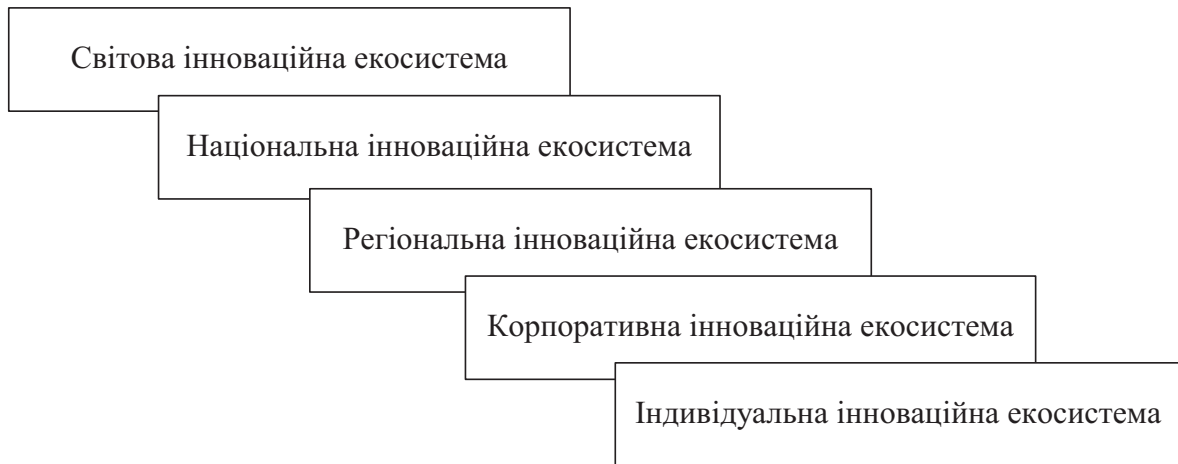 Світова інноваційна екосистема
Національна інноваційна екосистема
Регіональна інноваційна екосистема
Корпоративна інноваційна екосистема
Індивідуальна інноваційна екосистема